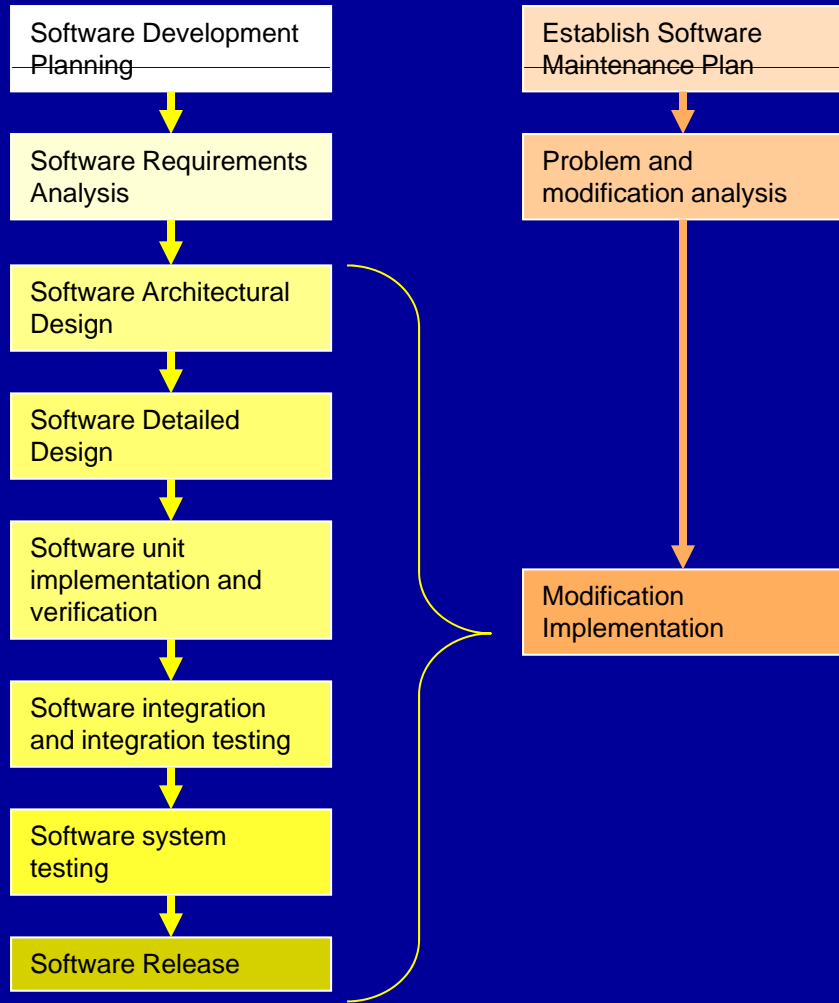 Software Development
Planning
Software Requirements
Analysis
Software Architectural
Design
Software Detailed
Design
Software unit
implementation and
verification
Software integration
and integration testing
Software system
testing
Software Release
Establish Software
Maintenance Plan
Problem and
modification analysis
Modification
Implementation